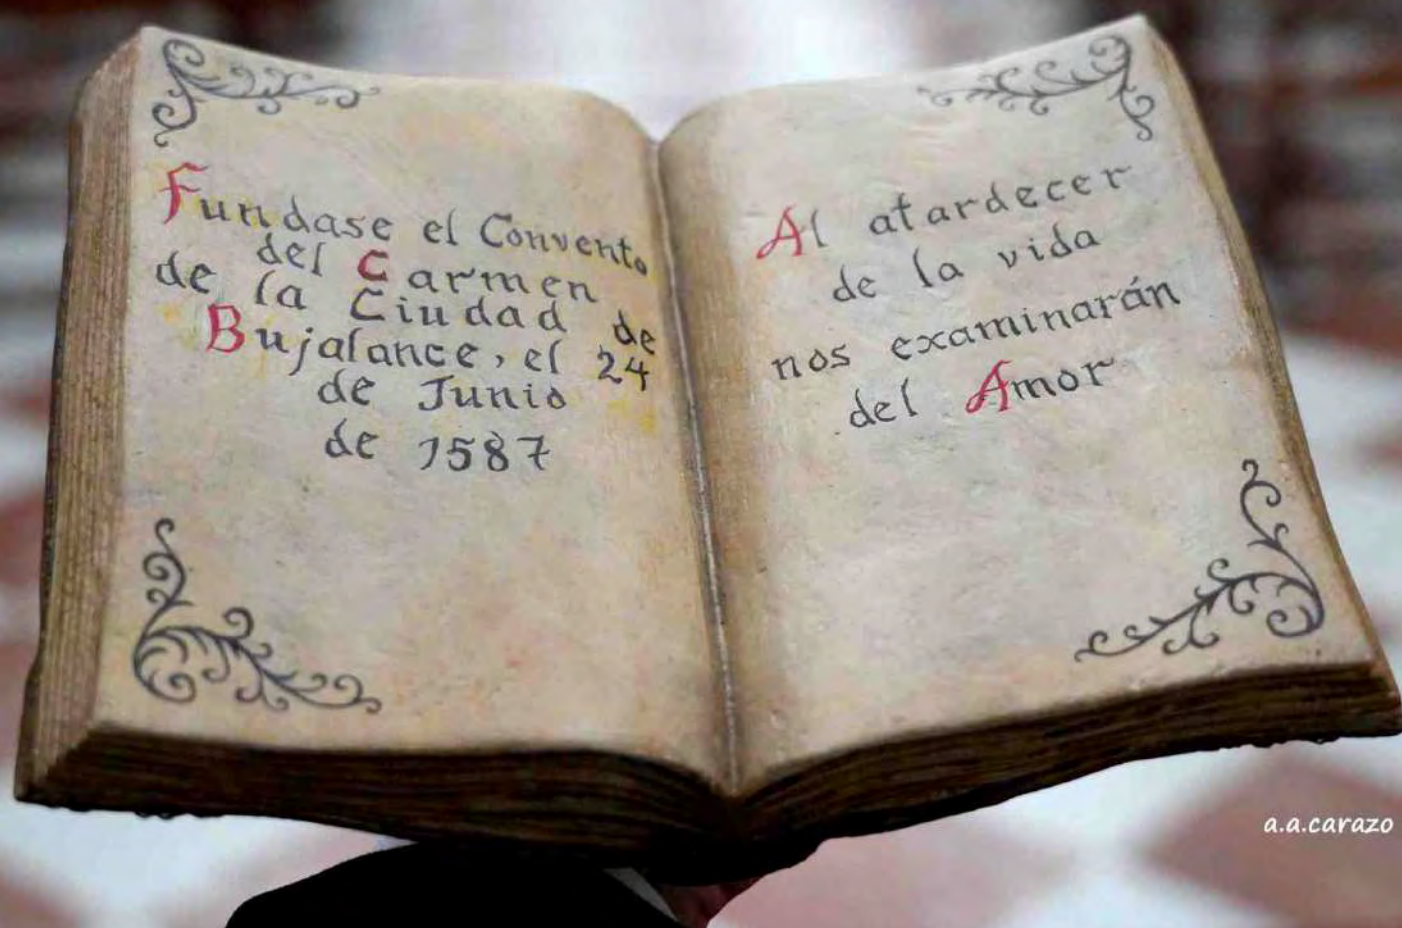 Fundase el Convento
del Carmen
de la Ciudad de
Bujalance, el 24
de Junio
de 1587
Al atardecer
de la vida
nos examinarán
del Amor
a.a.carazo